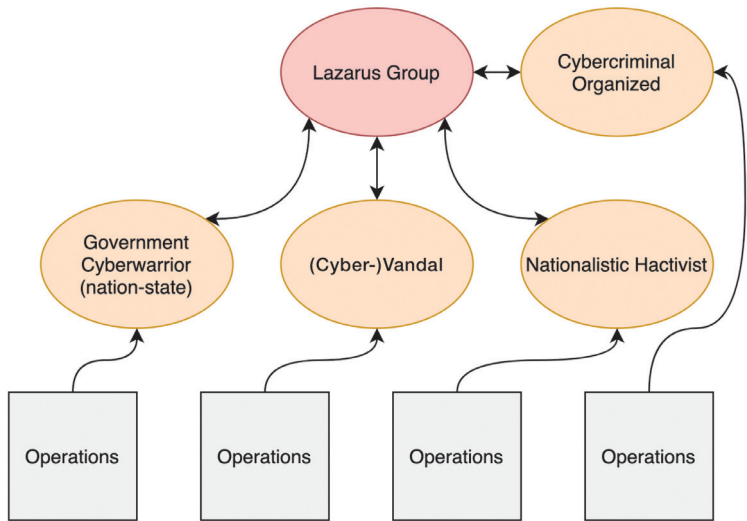 Lazarus Group
Cybercriminal
Organized
Government
Cyberwarrior
(nation-state)
(Cyber-)Vandal
Nationalistic Hactivist
Operations
Operations
Operations
Operations